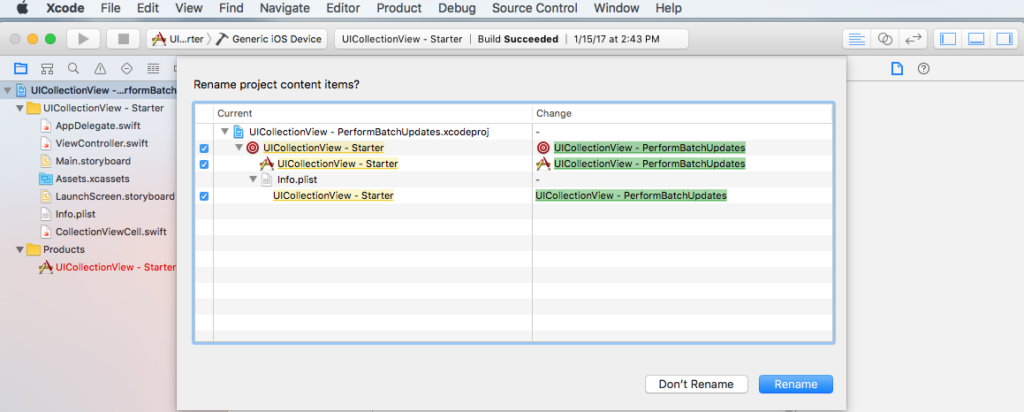 Xcode File Edit View Find Navigate Editor Product Debug Source Control Window Help
UI...rter Generic iOS Device UICollectionView - Starter | Build Succeeded | 1/15/17 at 2:43 PM
Rename project content items?
Current Change
UICollectionView -...rformBatch
UICollectionView - Starter
AppDelegate.swift
ViewController.swift
Main.storyboard
Assets.xcassets
LaunchScreen.storyboard
Info.plist
CollectionViewCell.swift
Products
UICollectionView - Starter
UICollectionView - PerformBatchUpdates.xcodeproj -
UICollectionView - Starter UICollectionView - PerformBatchUpdates
UICollectionView - Starter UICollectionView - PerformBatchUpdates
Info.plist -
UICollectionView - Starter UICollectionView - PerformBatchUpdates
Don't Rename Rename